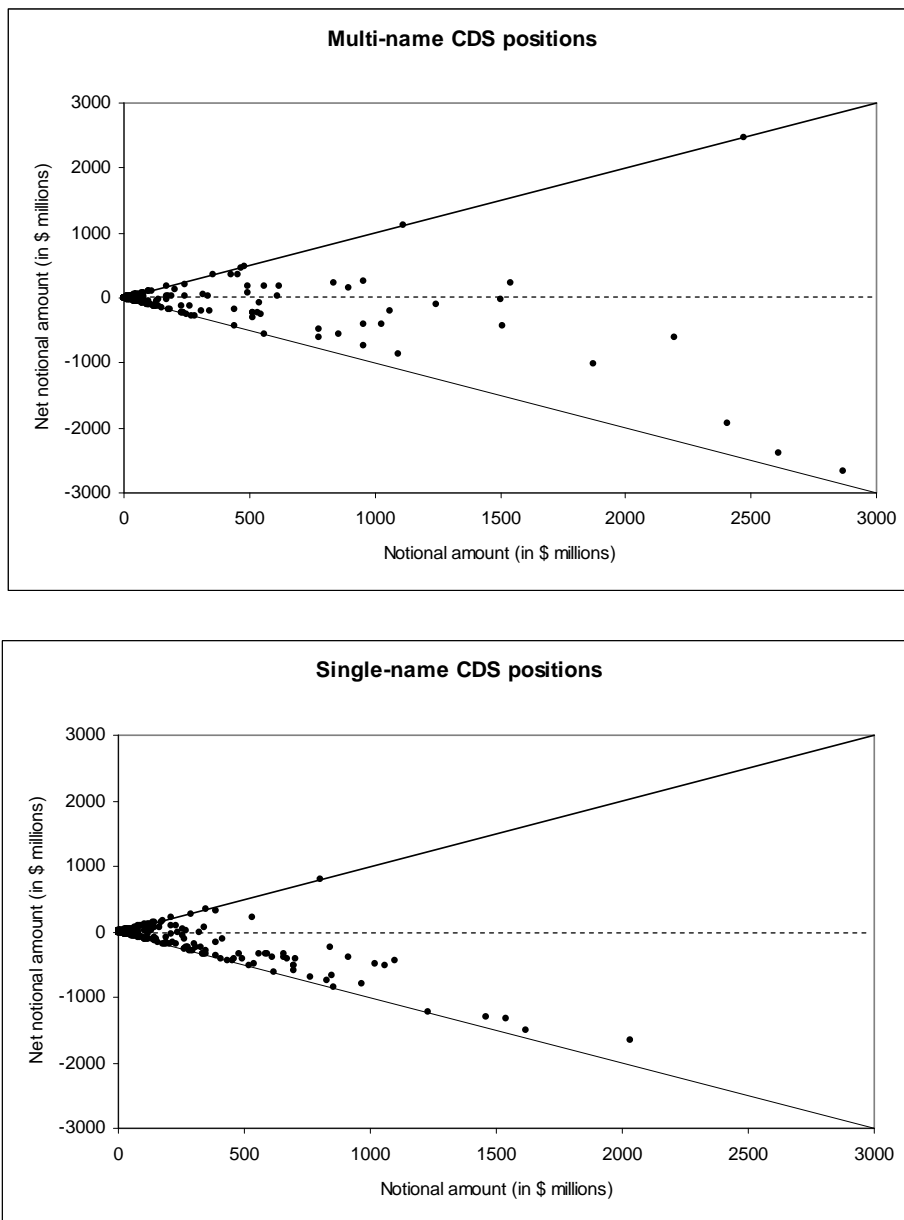 Multi-name CDS positions
3000
2000
1000
0
-1000
-2000
-3000
Net notional amount (in $ millions)
0 500 1000 1500 2000 2500 3000
Notional amount (in $ millions)
Single-name CDS positions
3000
2000
1000
0
-1000
-2000
-3000
Net notional amount (in $ millions)
0 500 1000 1500 2000 2500 3000
Notional amount (in $ millions)